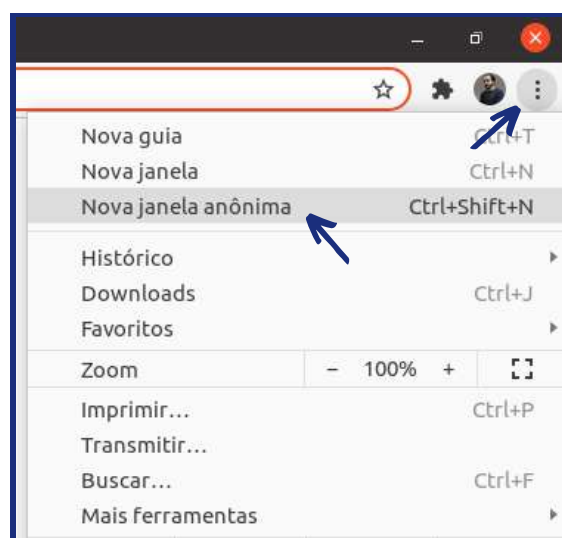 Nova guia Ctrl+T
Nova janela Ctrl+N
Nova janela anônima Ctrl+Shift+N
Histórico
Downloads Ctrl+J
Favoritos
Zoom - 100% +
Imprimir... Ctrl+P
Transmitir...
Buscar... Ctrl+F
Mais ferramentas